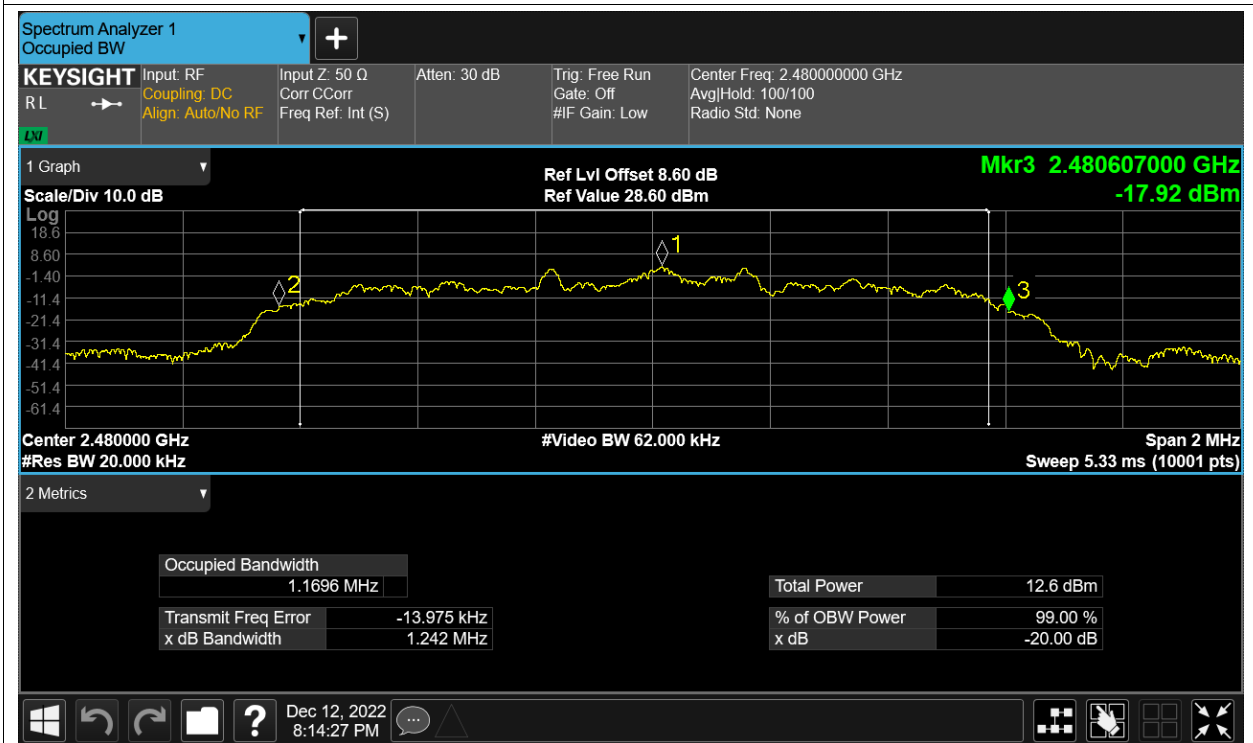 Spectrum Analyzer 1
Occupied BW
KEYSIGHT
R L
LXI
Input: RF
Coupling: DC
Align: Auto/No RF
Input Z: 50 Ω
Corr CCorr
Freq Ref: Int (S)
Atten: 30 dB
Trig: Free Run
Gate: Off
#IF Gain: Low
Center Freq: 2.480000000 GHz
Avg|Hold: 100/100
Radio Std: None
1 Graph
Scale/Div 10.0 dB
Ref Lvl Offset 8.60 dB
Ref Value 28.60 dBm
Mkr3 2.480607000 GHz
-17.92 dBm
Log
18.6
8.60
-1.40
-11.4
-21.4
-31.4
-41.4
-51.4
-61.4
1
2
3
Center 2.480000 GHz
#Video BW 62.000 kHz
Span 2 MHz
#Res BW 20.000 kHz
Sweep 5.33 ms (10001 pts)
2 Metrics
Occupied Bandwidth
1.1696 MHz
Total Power 12.6 dBm
Transmit Freq Error -13.975 kHz
% of OBW Power 99.00 %
x dB Bandwidth 1.242 MHz
x dB -20.00 dB
?
Dec 12, 2022
8:14:27 PM